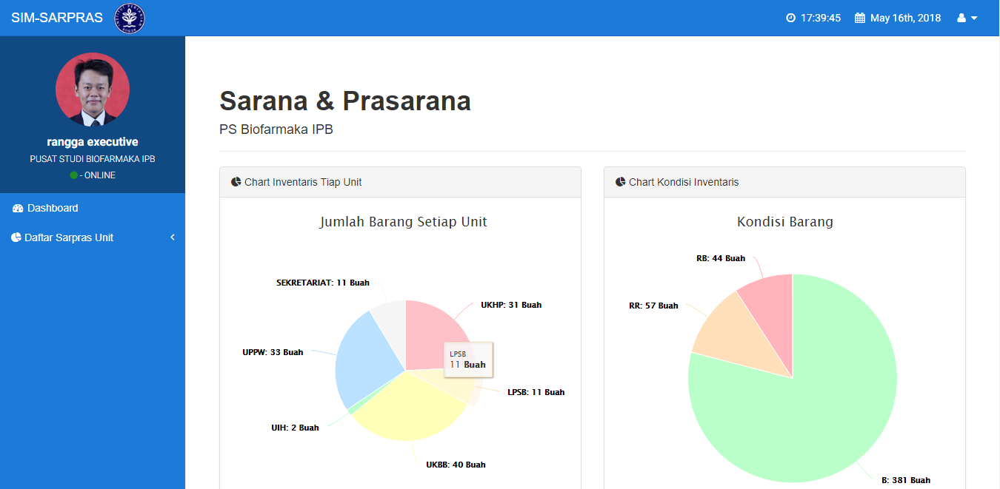 SIM-SARPRAS
INSTITUT PERTANIAN
BOGOR
17:39:45
May 16th, 2018
rangga executive
PUSAT STUDI BIOFARMAKA IPB
- ONLINE
Dashboard
Daftar Sarpras Unit
Sarana & Prasarana
PS Biofarmaka IPB
Chart Inventaris Tiap Unit
Jumlah Barang Setiap Unit
SEKRETARIAT: 11 Buah
UKHP: 31 Buah
UPPW: 33 Buah
LPSB
11 Buah
LPSB: 11 Buah
UIH: 2 Buah
UKBB: 40 Buah
Chart Kondisi Inventaris
Kondisi Barang
RB: 44 Buah
RR: 57 Buah
B: 381 Buah